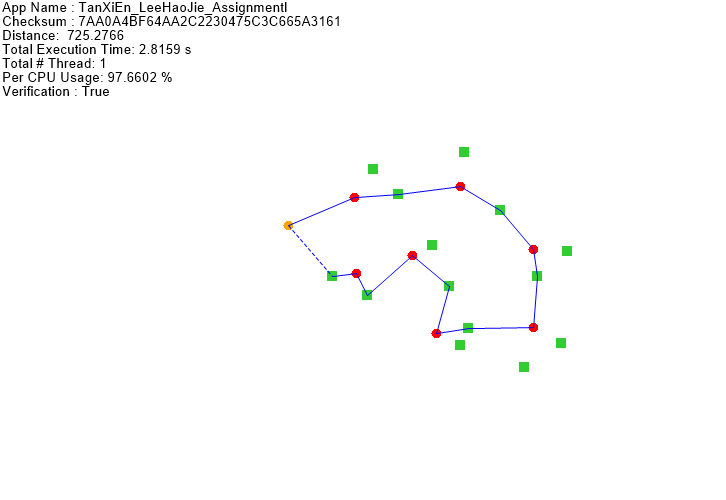 App Name : TanXiEn_LeeHaoJie_AssignmentI
Checksum : 7AA0A4BF64AA2C2230475C3C665A3161
Distance:  725.2766
Total Execution Time: 2.8159 s
Total # Thread: 1
Per CPU Usage: 97.6602 %
Verification : True